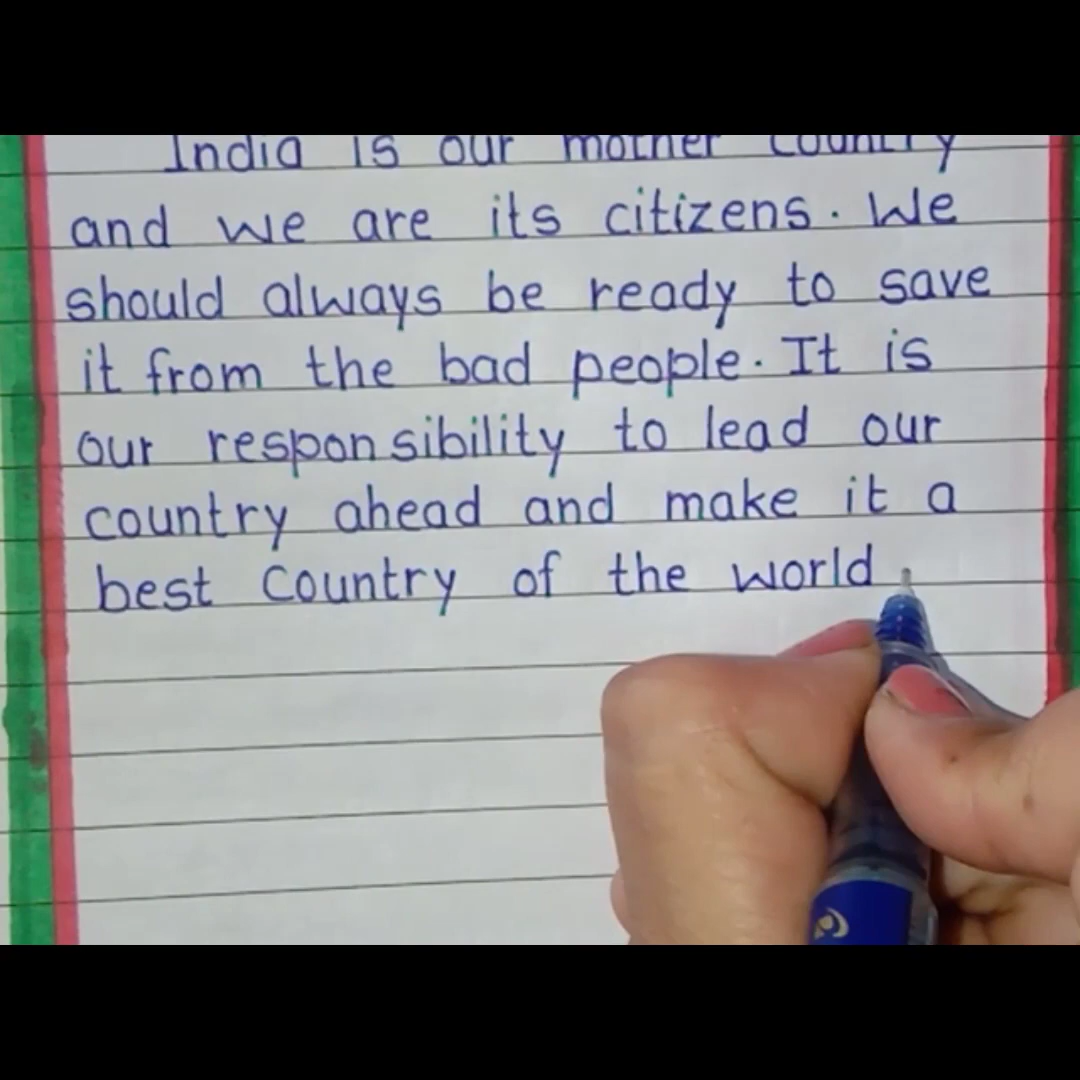 India is our mother country
and we are its citizens. We
should always be ready to save
it from the bad people. It is
our responsibility to lead our
country ahead and make it a
best country of the world.